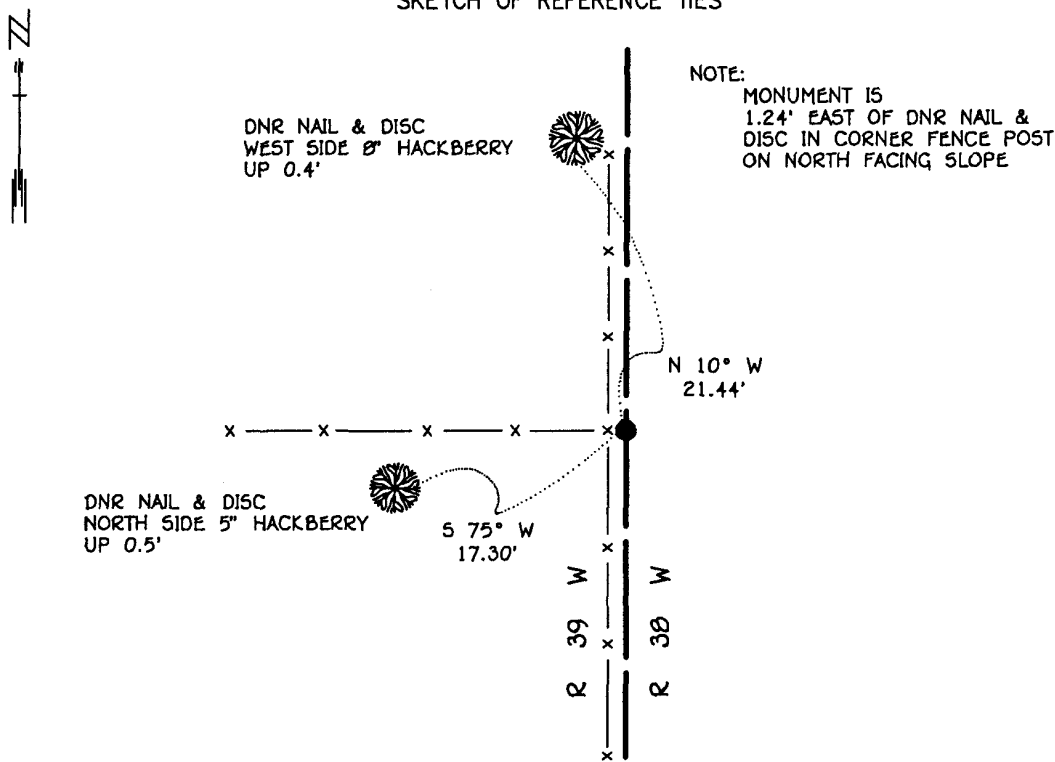 SKETCH OF REFERENCE TIES
N
NOTE:
MONUMENT IS
1.24' EAST OF DNR NAIL &
DISC IN CORNER FENCE POST
ON NORTH FACING SLOPE
DNR NAIL & DISC
WEST SIDE 8" HACKBERRY
UP 0.4'
N 10° W
21.44'
DNR NAIL & DISC
NORTH SIDE 5" HACKBERRY
UP 0.5'
S 75° W
17.30'
R 39 W
R 38 W